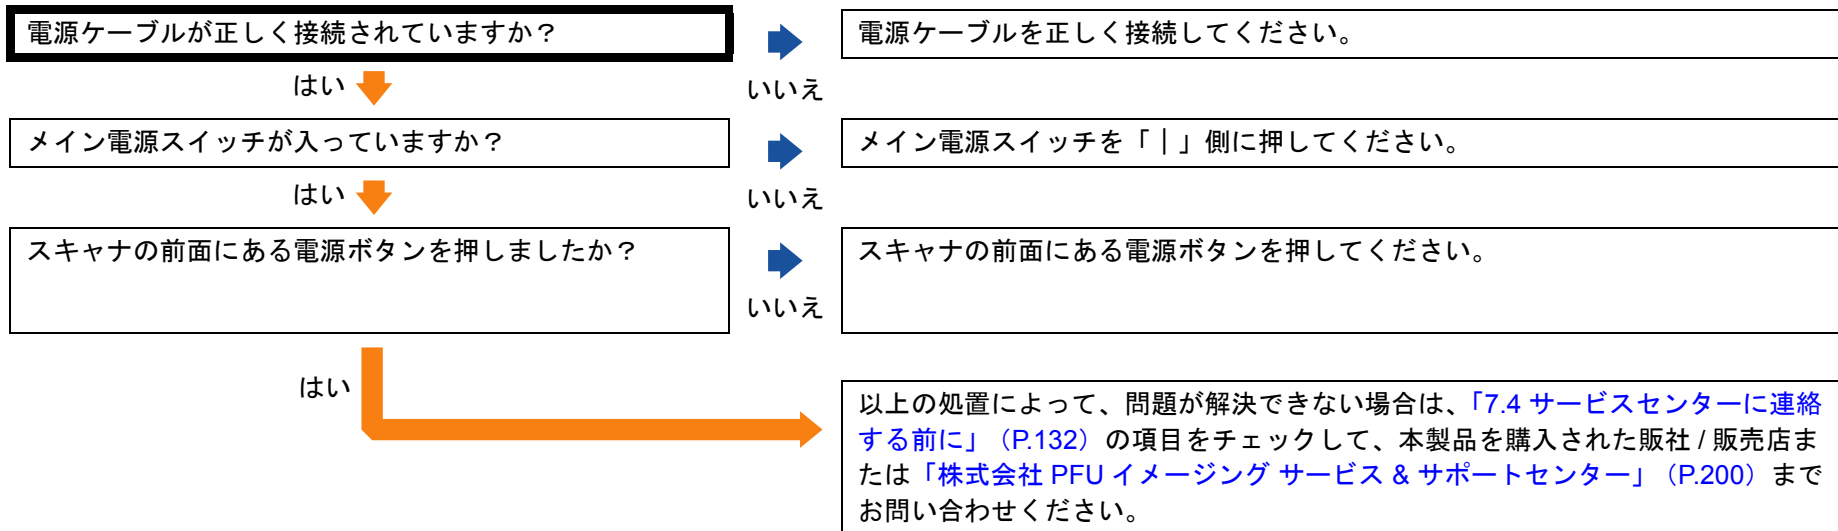 電源ケーブルが正しく接続されていますか？
電源ケーブルを正しく接続してください。
はい
いいえ
メイン電源スイッチが入っていますか？
メイン電源スイッチを「｜」側に押してください。
はい
いいえ
スキャナの前面にある電源ボタンを押しましたか？
スキャナの前面にある電源ボタンを押してください。
いいえ
はい
以上の処置によって、問題が解決できない場合は、「7.4 サービスセンターに連絡
する前に」（P.132）の項目をチェックして、本製品を購入された販社 / 販売店ま
たは「株式会社 PFU イメージング サービス & サポートセンター」（P.200）まで
お問い合わせください。